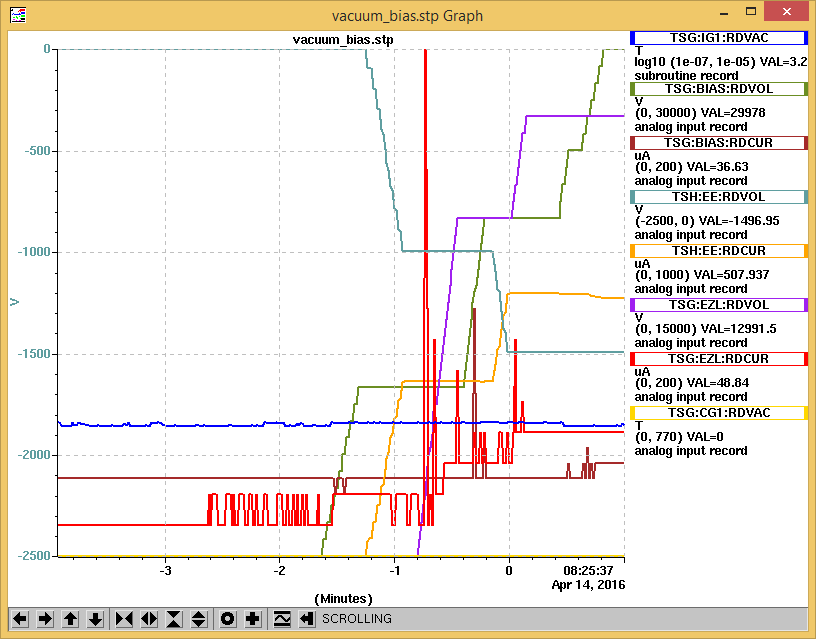 vacuum_bias.stp Graph
vacuum_bias.stp
0
-500
-1000
-1500
-2000
-2500
V
-3
-2
-1
0
08:25:37
Apr 14, 2016
(Minutes)
TSG:IG1:RDVAC
T
log10 (1e-07, 1e-05) VAL=3.2
subroutine record
TSG:BIAS:RDVOL
V
(0, 30000) VAL=29978
analog input record
TSG:BIAS:RDCUR
uA
(0, 200) VAL=36.63
analog input record
TSH:EE:RDVOL
V
(-2500, 0) VAL=-1496.95
analog input record
TSH:EE:RDCUR
uA
(0, 1000) VAL=507.937
analog input record
TSG:EZL:RDVOL
V
(0, 15000) VAL=12991.5
analog input record
TSG:EZL:RDCUR
uA
(0, 200) VAL=48.84
analog input record
TSG:CG1:RDVAC
T
(0, 770) VAL=0
analog input record
SCROLLING